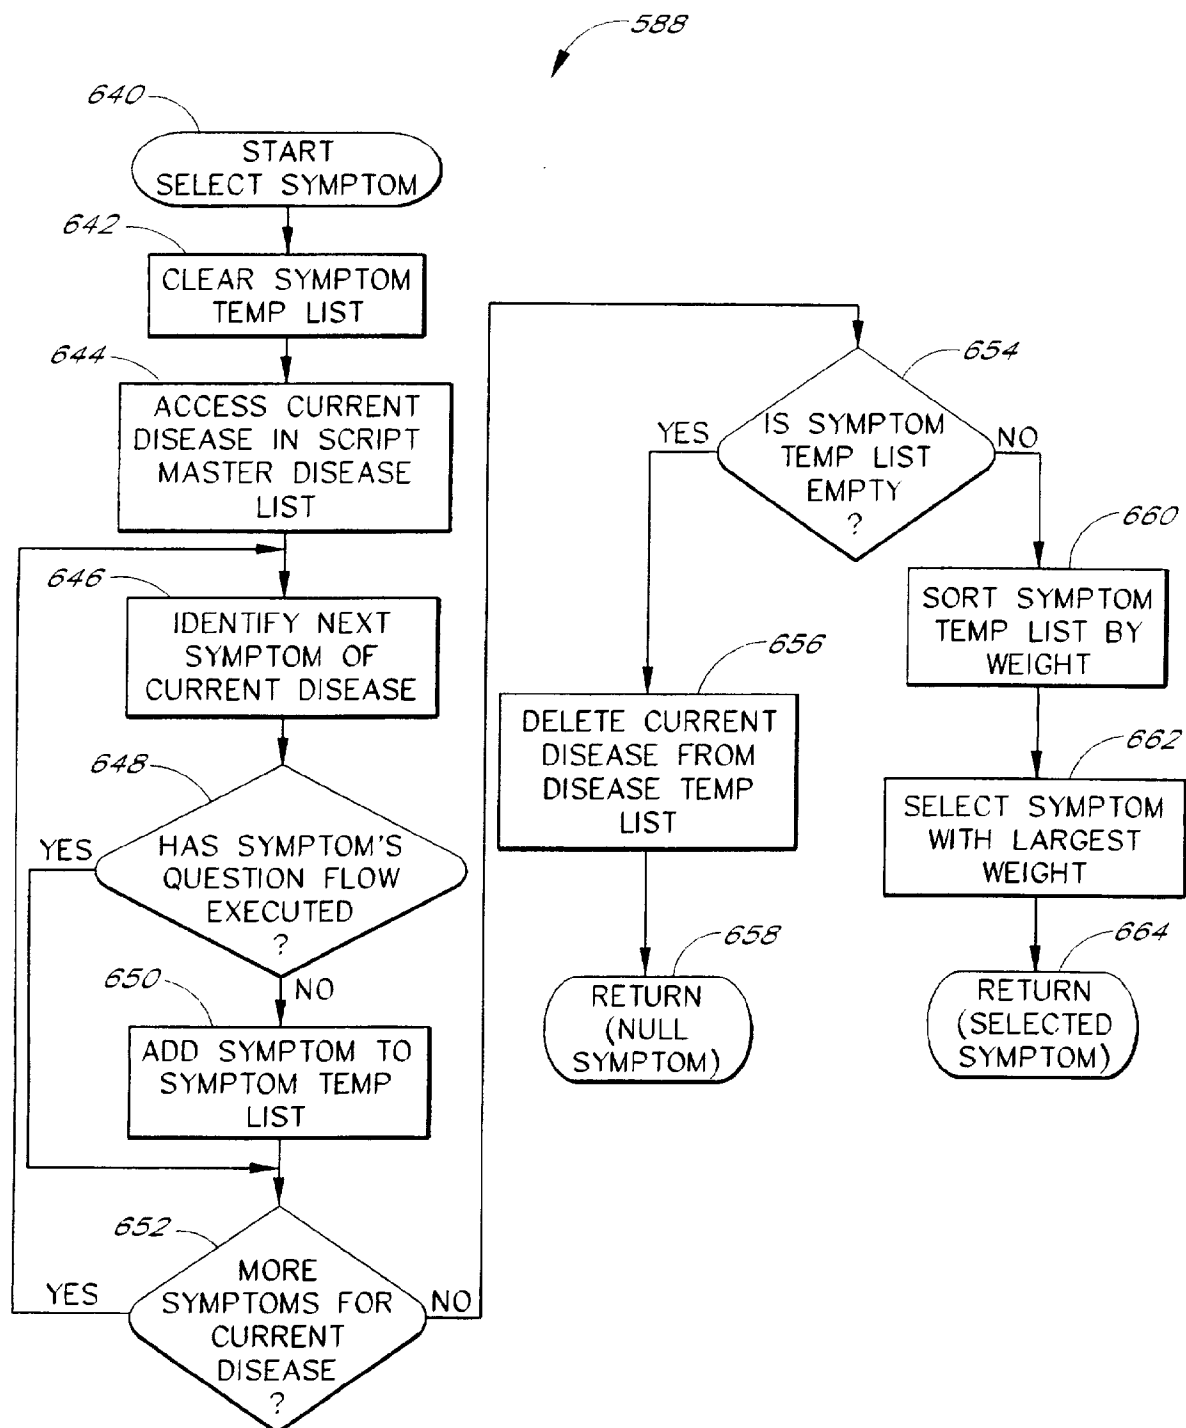 588
640
START
SELECT SYMPTOM
642
CLEAR SYMPTOM
TEMP LIST
644
ACCESS CURRENT
DISEASE IN SCRIPT
MASTER DISEASE
LIST
646
IDENTIFY NEXT
SYMPTOM OF
CURRENT DISEASE
648
YES
HAS SYMPTOM'S
QUESTION FLOW
EXECUTED
?
NO
650
ADD SYMPTOM TO
SYMPTOM TEMP
LIST
652
YES
MORE
SYMPTOMS FOR
CURRENT
DISEASE
?
NO
654
YES
IS SYMPTOM
TEMP LIST
EMPTY
?
NO
656
DELETE CURRENT
DISEASE FROM
DISEASE TEMP
LIST
658
RETURN
(NULL
SYMPTOM)
660
SORT SYMPTOM
TEMP LIST BY
WEIGHT
662
SELECT SYMPTOM
WITH LARGEST
WEIGHT
664
RETURN
(SELECTED
SYMPTOM)